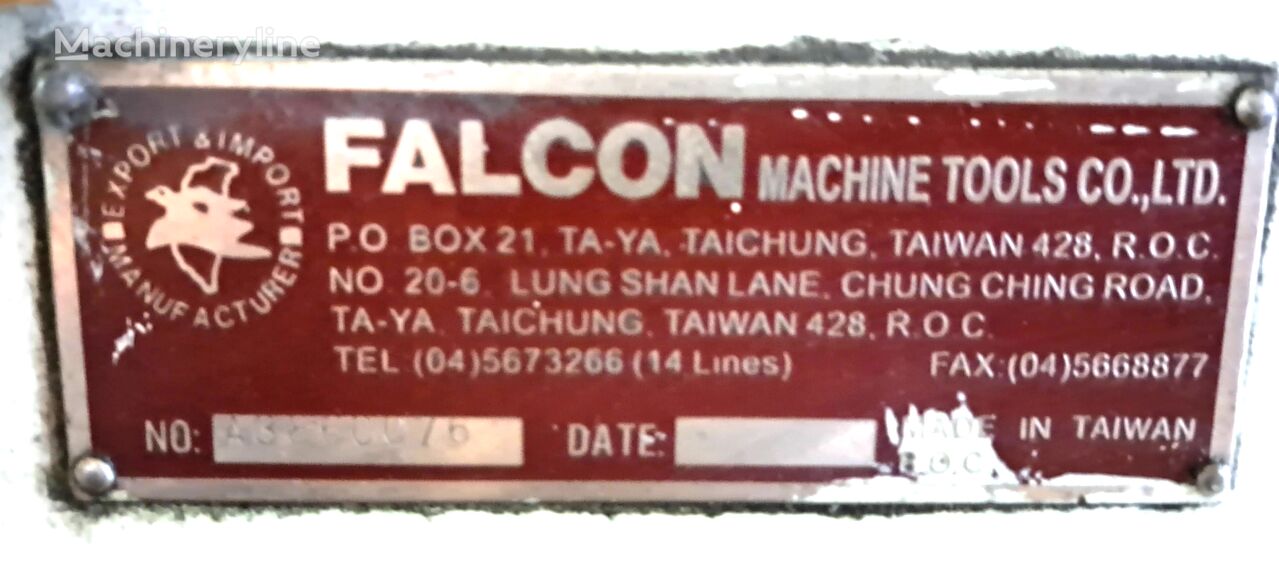 Machineryline
EXPORT & IMPORT
MANUFACTURER
FALCON MACHINE TOOLS CO.,LTD.
P.O. BOX 21, TA-YA, TAICHUNG, TAIWAN 428, R.O.C.
NO. 20-6, LUNG SHAN LANE, CHUNG CHING ROAD,
TA-YA, TAICHUNG, TAIWAN 428, R.O.C.
TEL (04)5673266 (14 Lines) FAX:(04)5668877
NO: DATE: MADE IN TAIWAN
R.O.C.